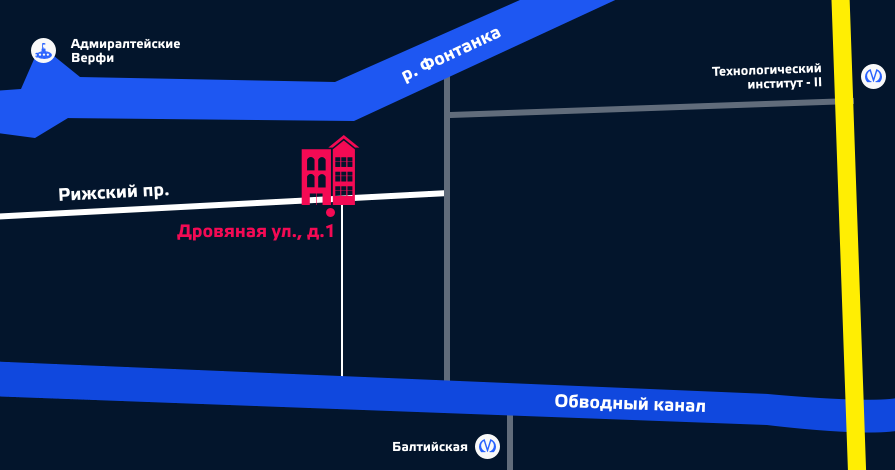 Адмиралтейские
Верфи
р. Фонтанка
Технологический
институт - II
Рижский пр.
Дровяная ул., д.1
Обводный канал
Балтийская